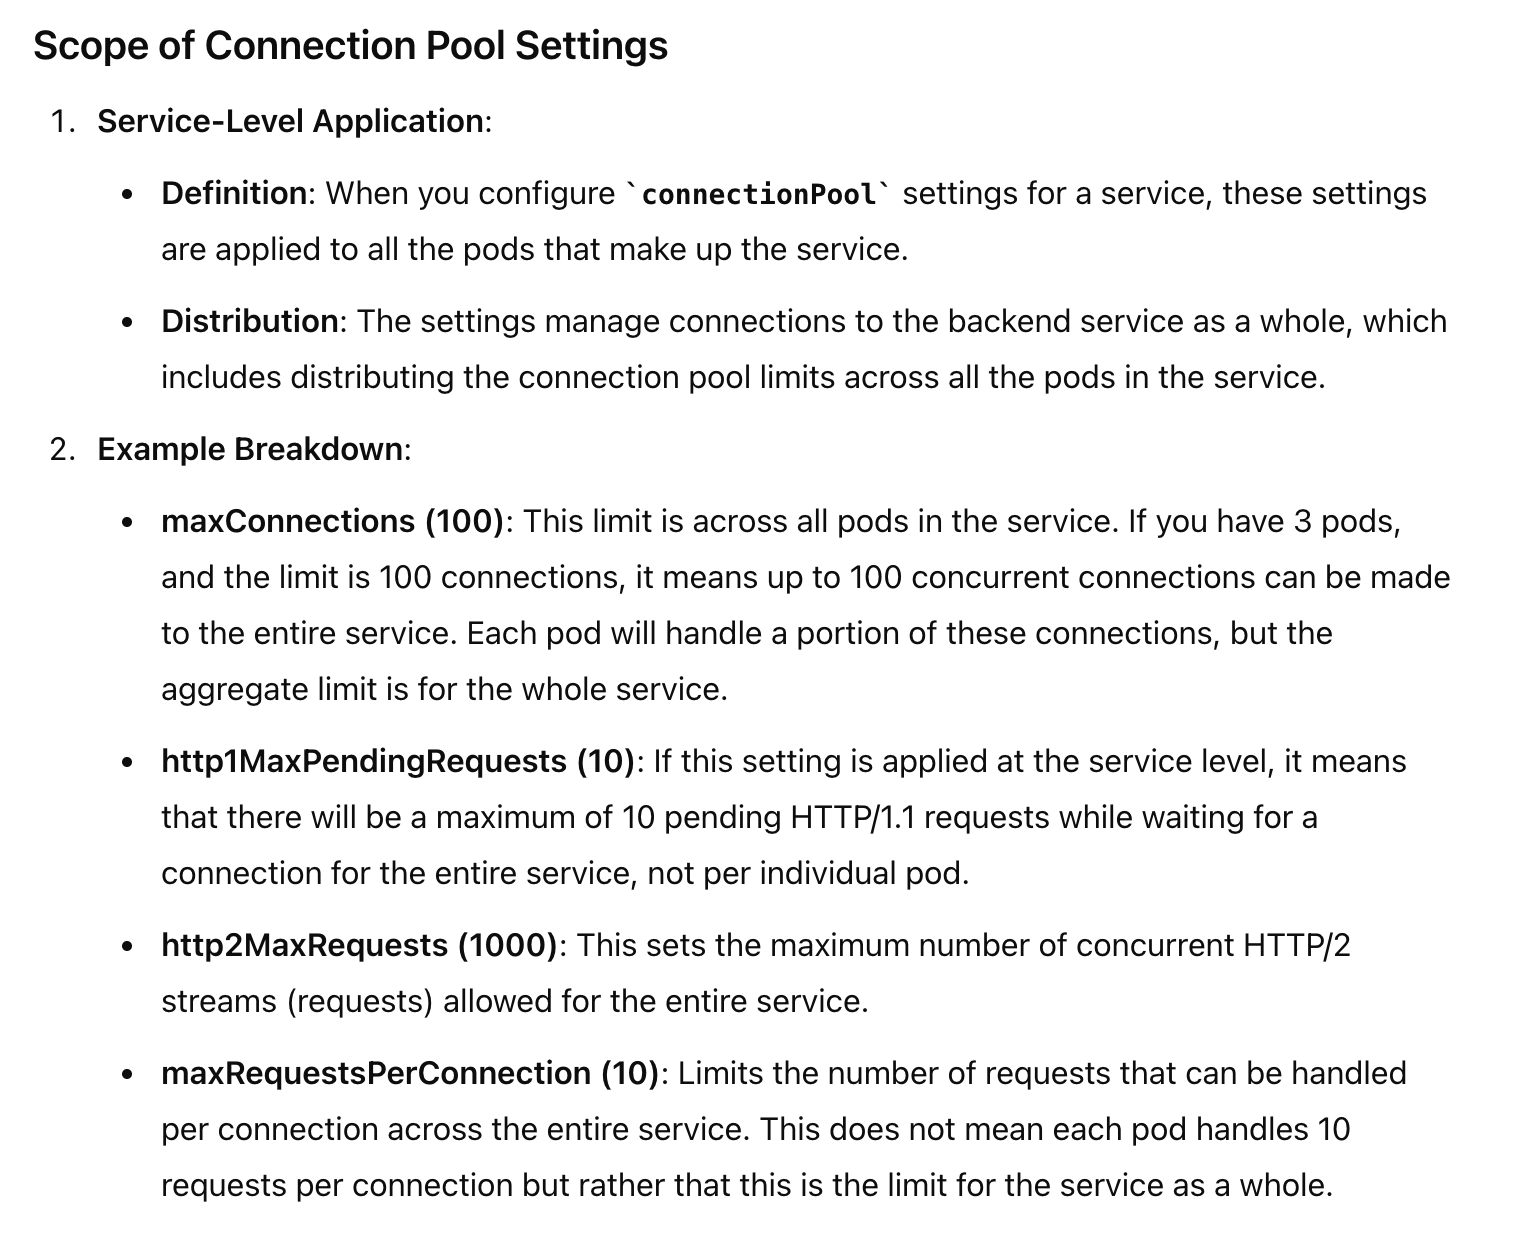 Scope of Connection Pool Settings
1. Service-Level Application:
• Definition: When you configure `connectionPool` settings for a service, these settings
are applied to all the pods that make up the service.
• Distribution: The settings manage connections to the backend service as a whole, which
includes distributing the connection pool limits across all the pods in the service.
2. Example Breakdown:
• maxConnections (100): This limit is across all pods in the service. If you have 3 pods,
and the limit is 100 connections, it means up to 100 concurrent connections can be made
to the entire service. Each pod will handle a portion of these connections, but the
aggregate limit is for the whole service.
• http1MaxPendingRequests (10): If this setting is applied at the service level, it means
that there will be a maximum of 10 pending HTTP/1.1 requests while waiting for a
connection for the entire service, not per individual pod.
• http2MaxRequests (1000): This sets the maximum number of concurrent HTTP/2
streams (requests) allowed for the entire service.
• maxRequestsPerConnection (10): Limits the number of requests that can be handled
per connection across the entire service. This does not mean each pod handles 10
requests per connection but rather that this is the limit for the service as a whole.